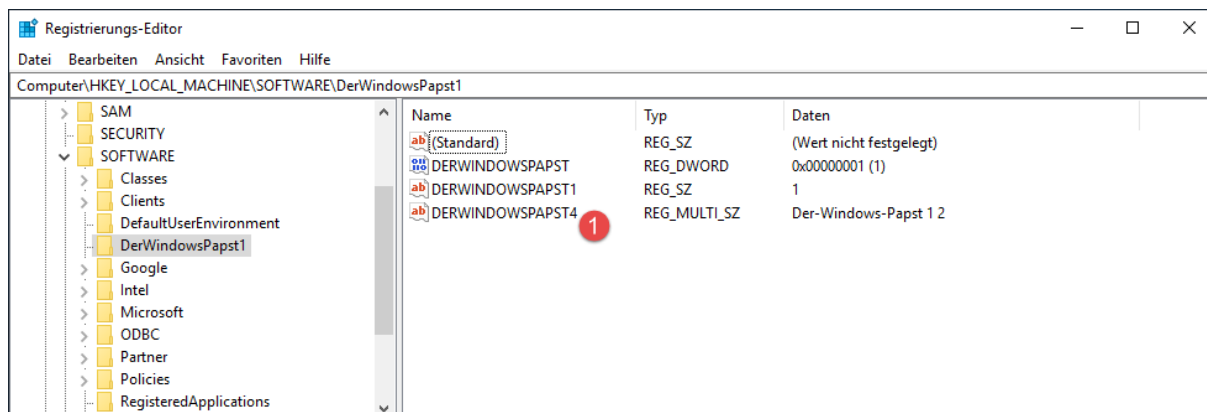 Registrierungs-Editor
Datei Bearbeiten Ansicht Favoriten Hilfe
Computer\HKEY_LOCAL_MACHINE\SOFTWARE\DerWindowsPapst1
SAM
SECURITY
SOFTWARE
Classes
Clients
DefaultUserEnvironment
DerWindowsPapst1
Google
Intel
Microsoft
ODBC
Partner
Policies
RegisteredApplications
Name Typ Daten
(Standard) REG_SZ (Wert nicht festgelegt)
DERWINDOWSPAPST REG_DWORD 0x00000001 (1)
DERWINDOWSPAPST1 REG_SZ 1
DERWINDOWSPAPST4 REG_MULTI_SZ Der-Windows-Papst 1 2
1